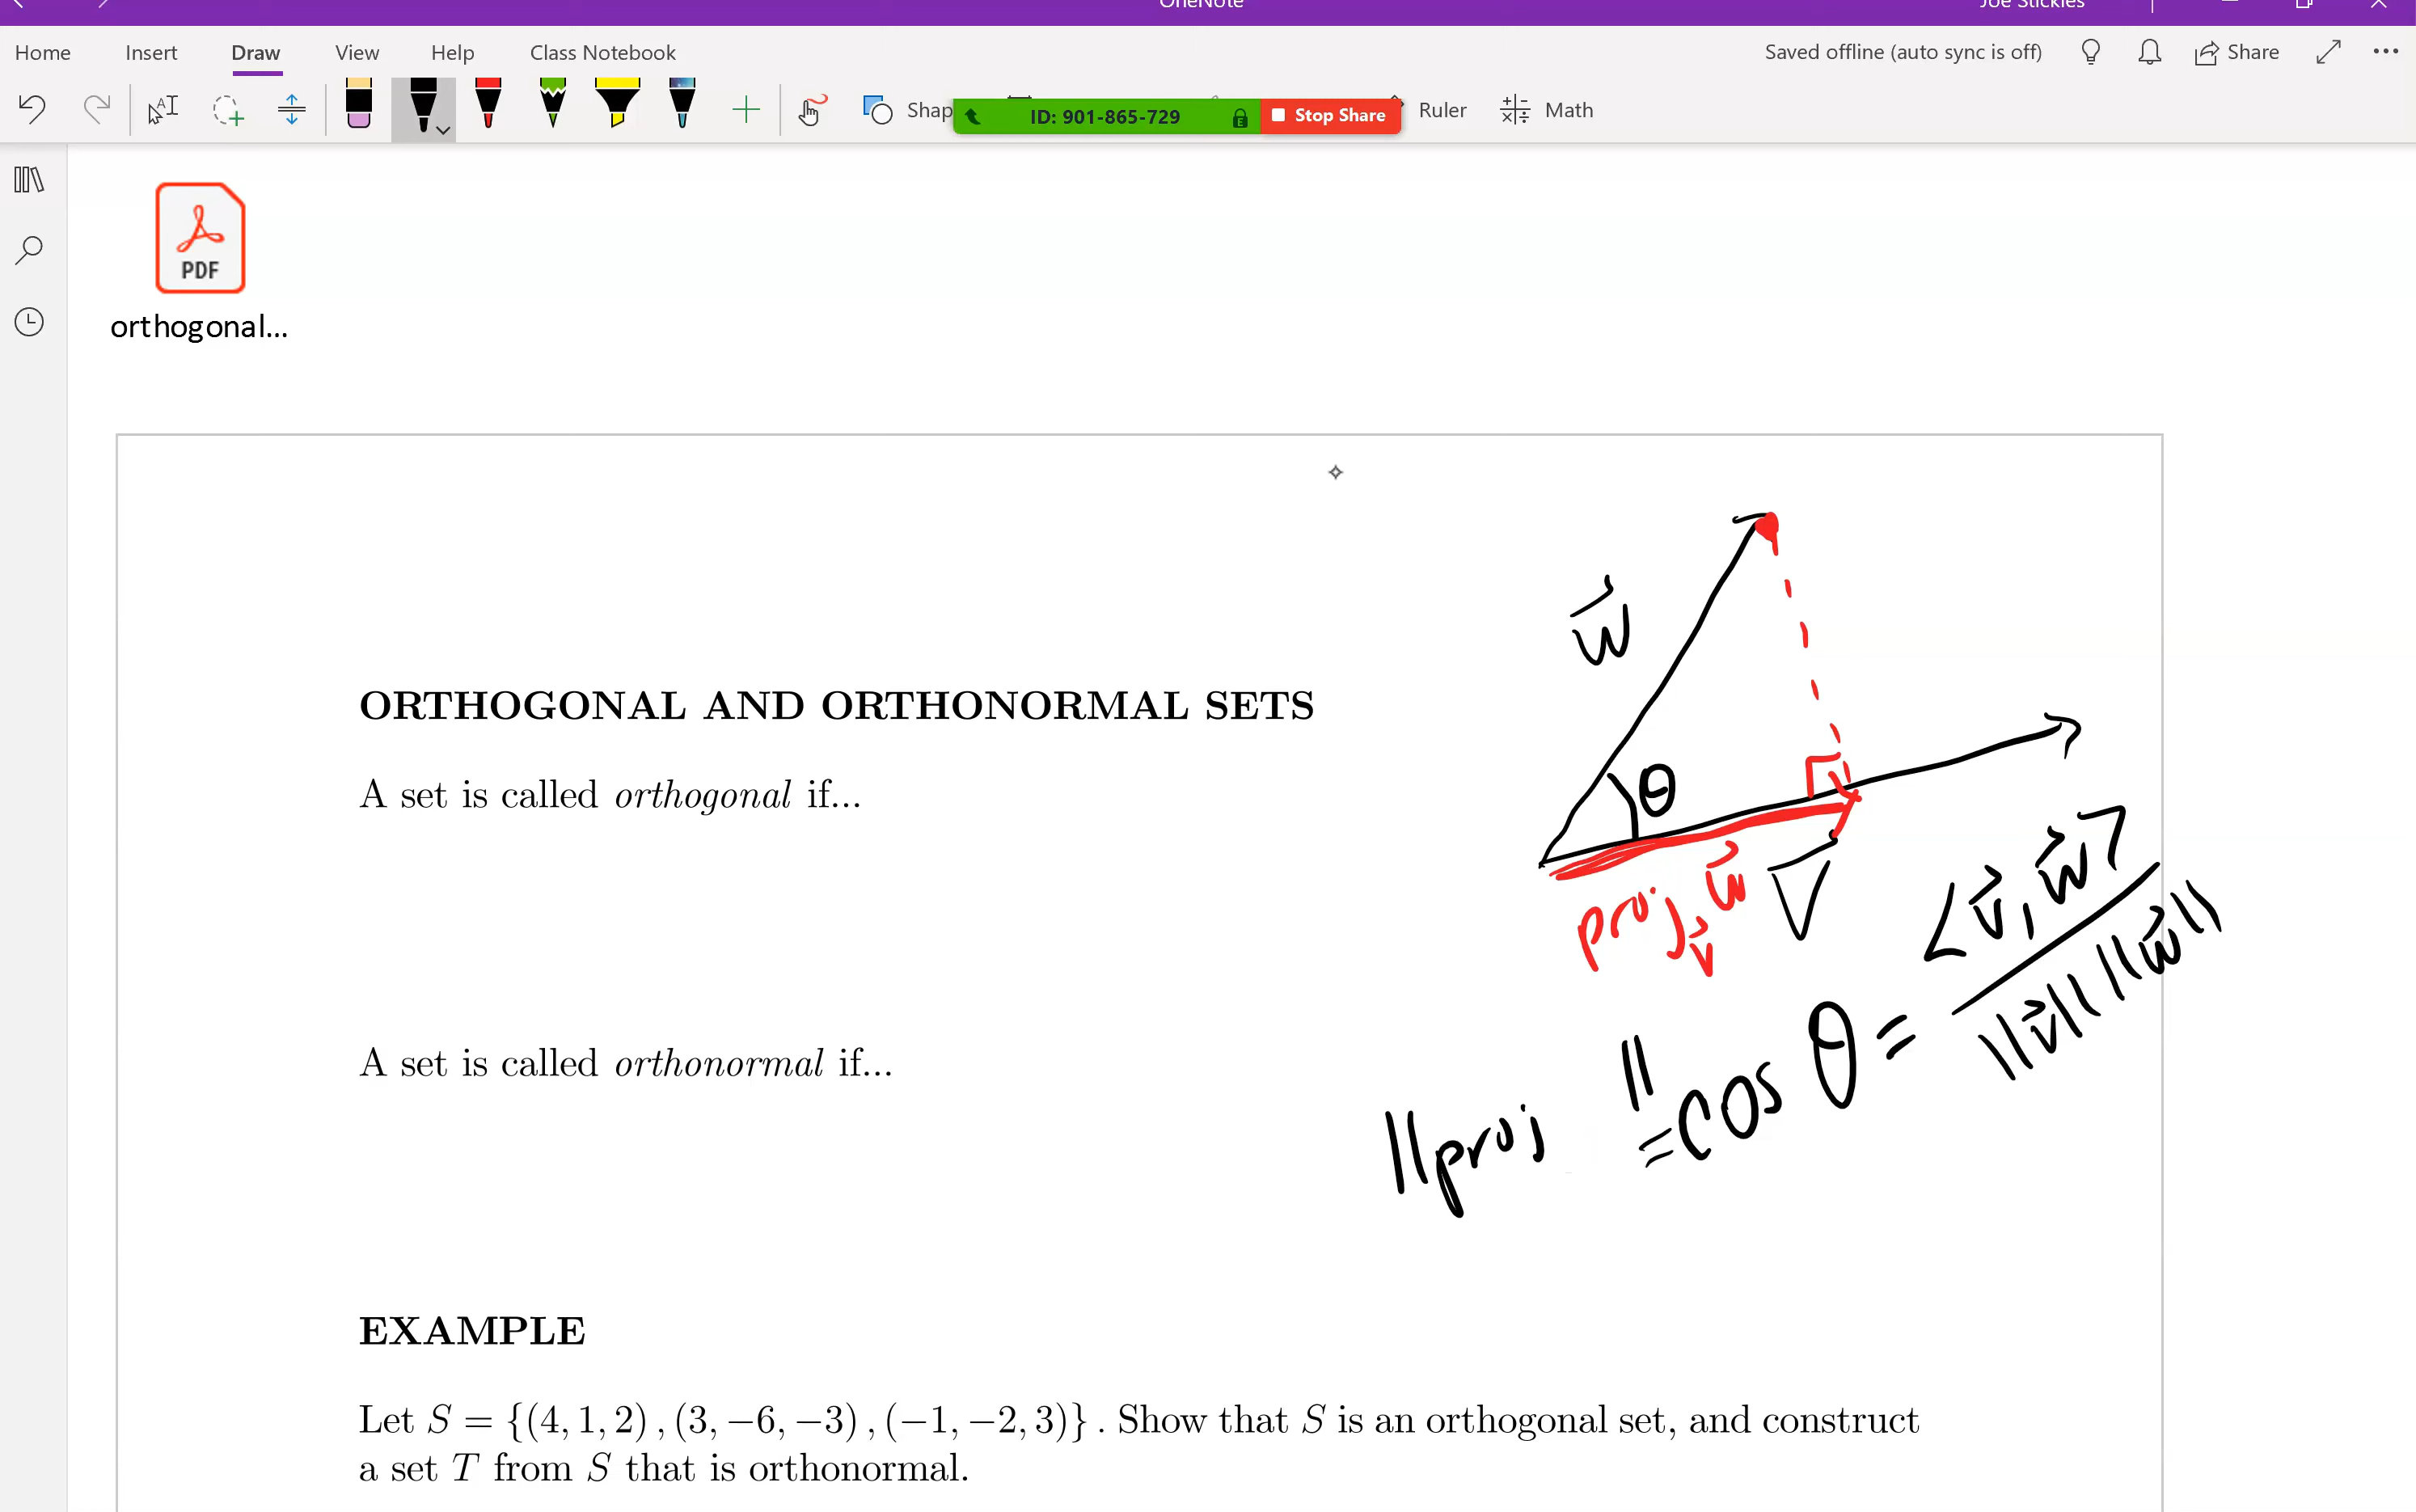 OneNote
Joe Stickles
Home Insert Draw View Help Class Notebook
Saved offline (auto sync is off) Share
Shap
ID: 901-865-729 Stop Share
Ruler Math
PDF
orthogonal...
w⃗
ORTHOGONAL AND ORTHONORMAL SETS
θ
A set is called orthogonal if...
proj_v⃗ w⃗
v⃗
A set is called orthonormal if...
||proj || = cos θ = <v⃗, w⃗> / ||v⃗|| ||w⃗||
EXAMPLE
Let S = {(4, 1, 2) , (3, −6, −3) , (−1, −2, 3)} . Show that S is an orthogonal set, and construct
a set T from S that is orthonormal.